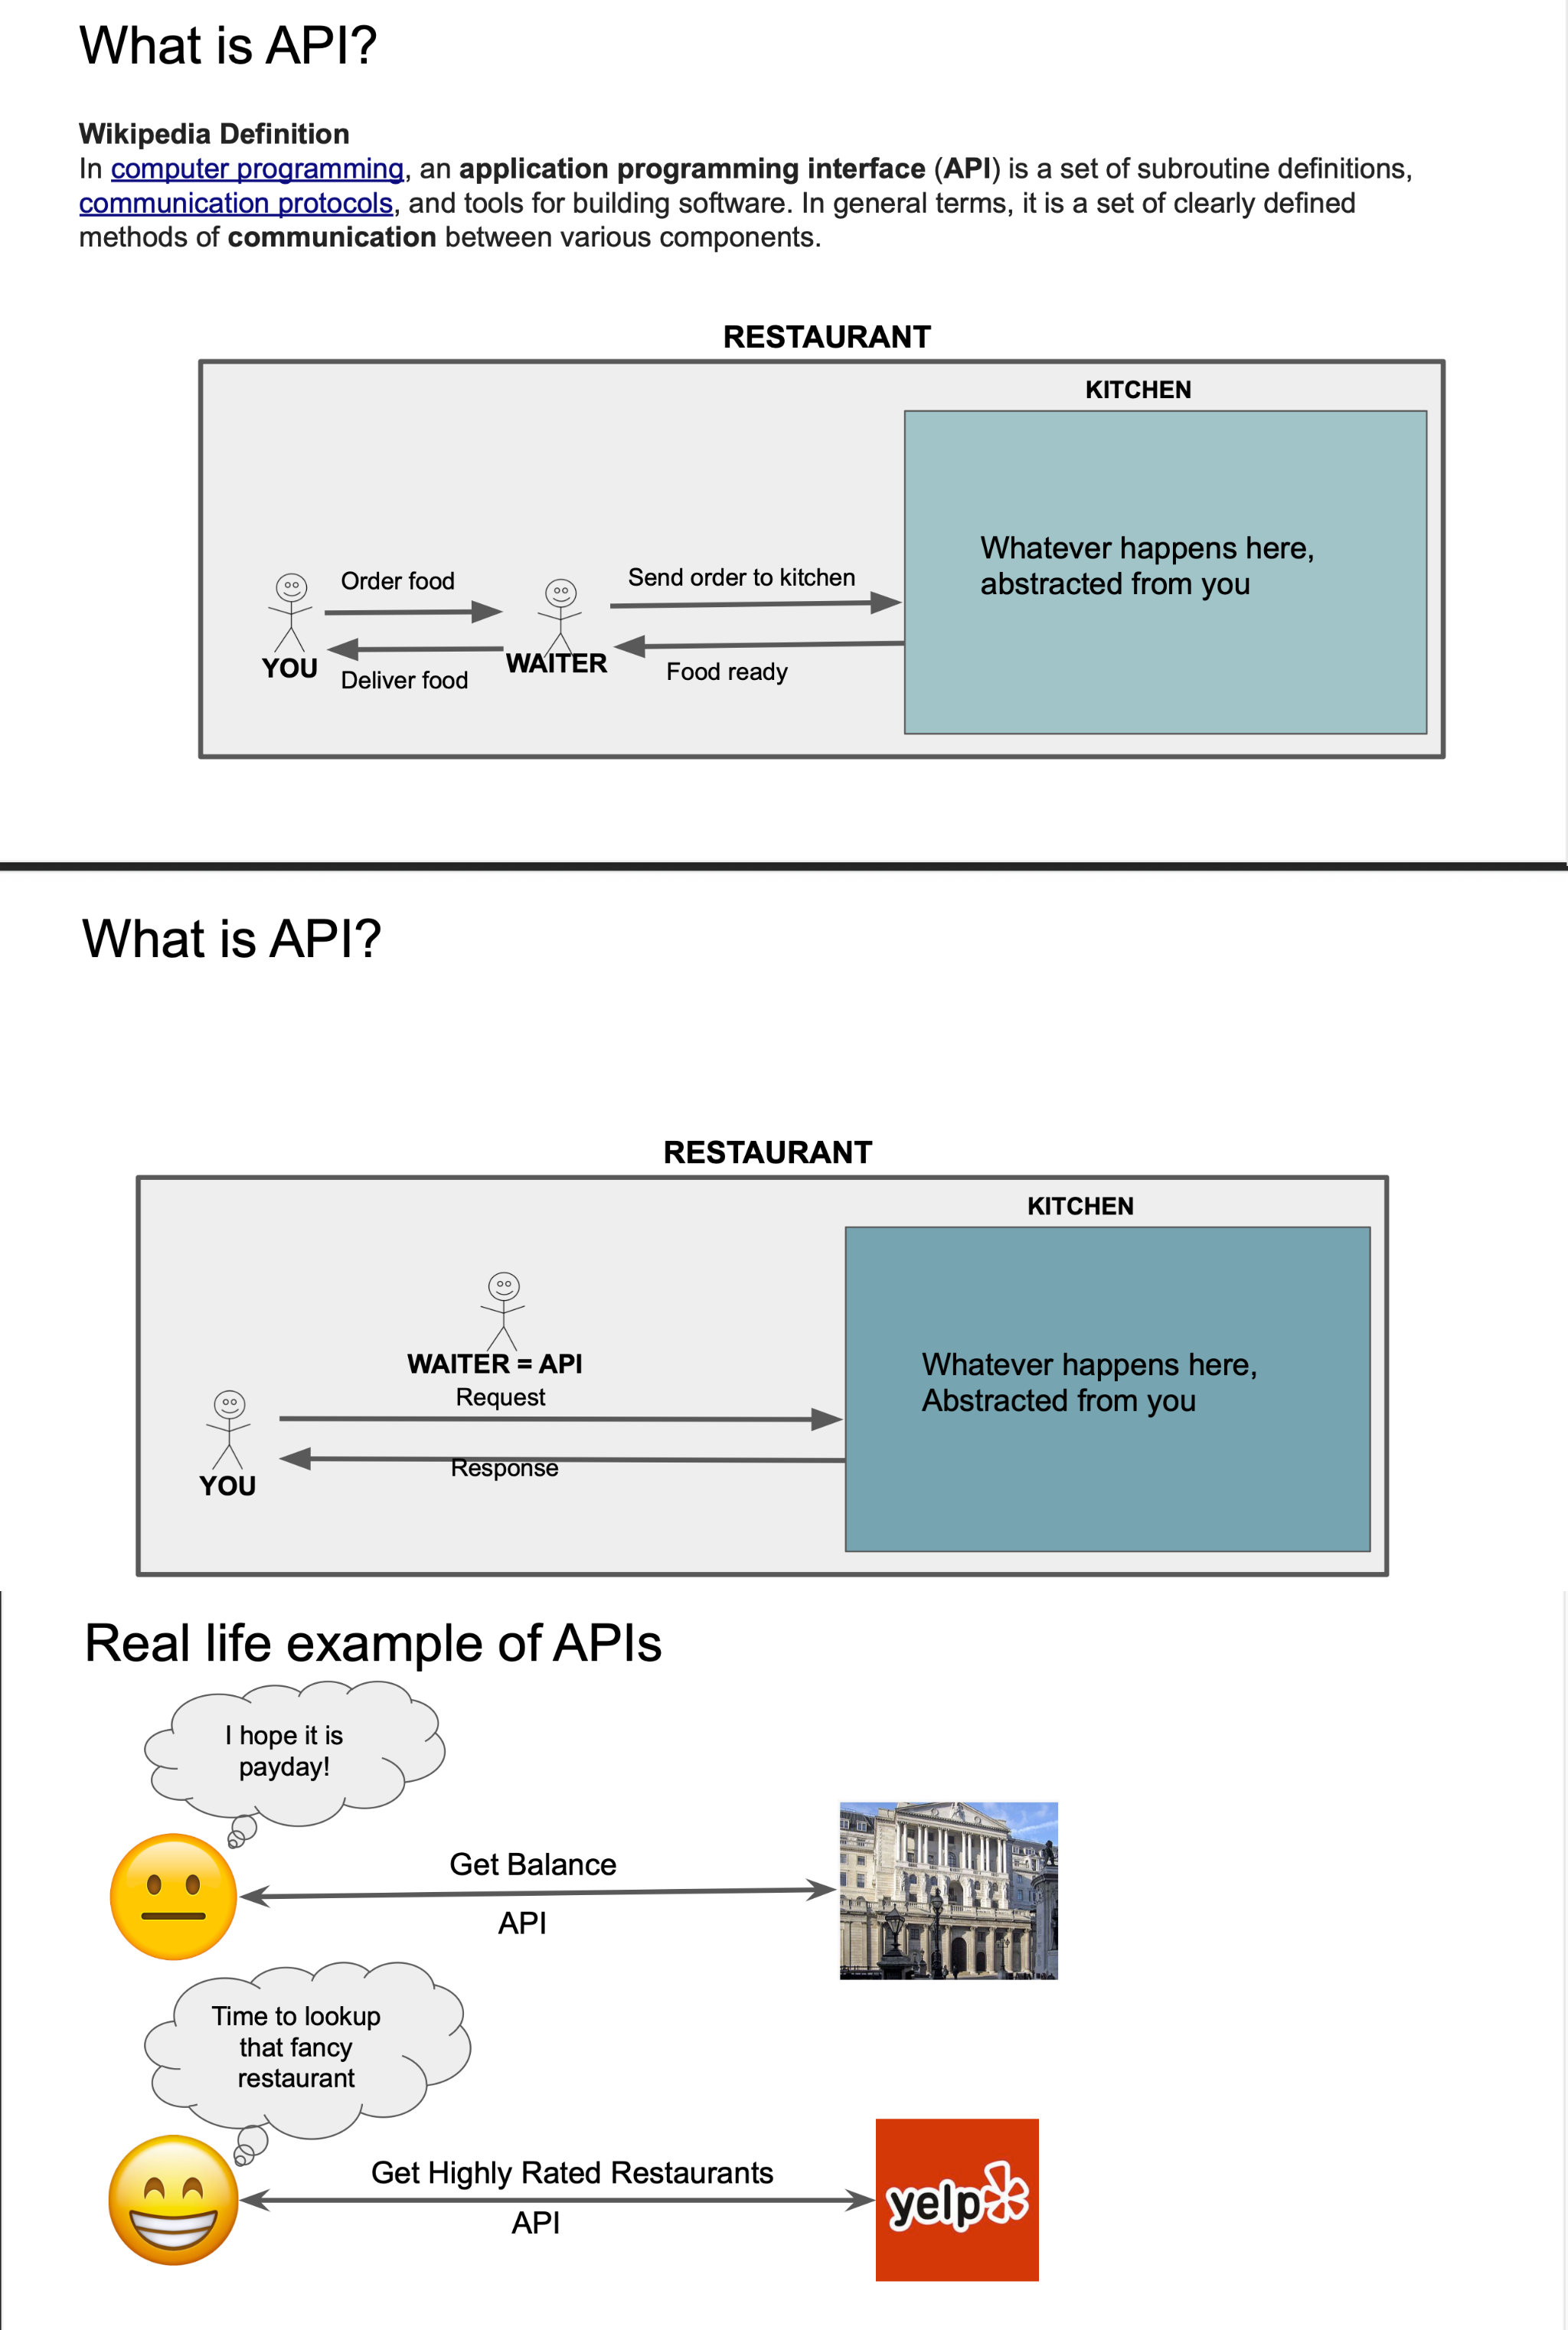 What is API?
Wikipedia Definition
In computer programming, an application programming interface (API) is a set of subroutine definitions,
communication protocols, and tools for building software. In general terms, it is a set of clearly defined
methods of communication between various components.
RESTAURANT
KITCHEN
Whatever happens here,
abstracted from you
Order food
Send order to kitchen
YOU
WAITER
Deliver food
Food ready
What is API?
RESTAURANT
KITCHEN
WAITER = API
Request
Whatever happens here,
Abstracted from you
Response
YOU
Real life example of APIs
I hope it is
payday!
Get Balance
API
Time to lookup
that fancy
restaurant
Get Highly Rated Restaurants
API
yelp